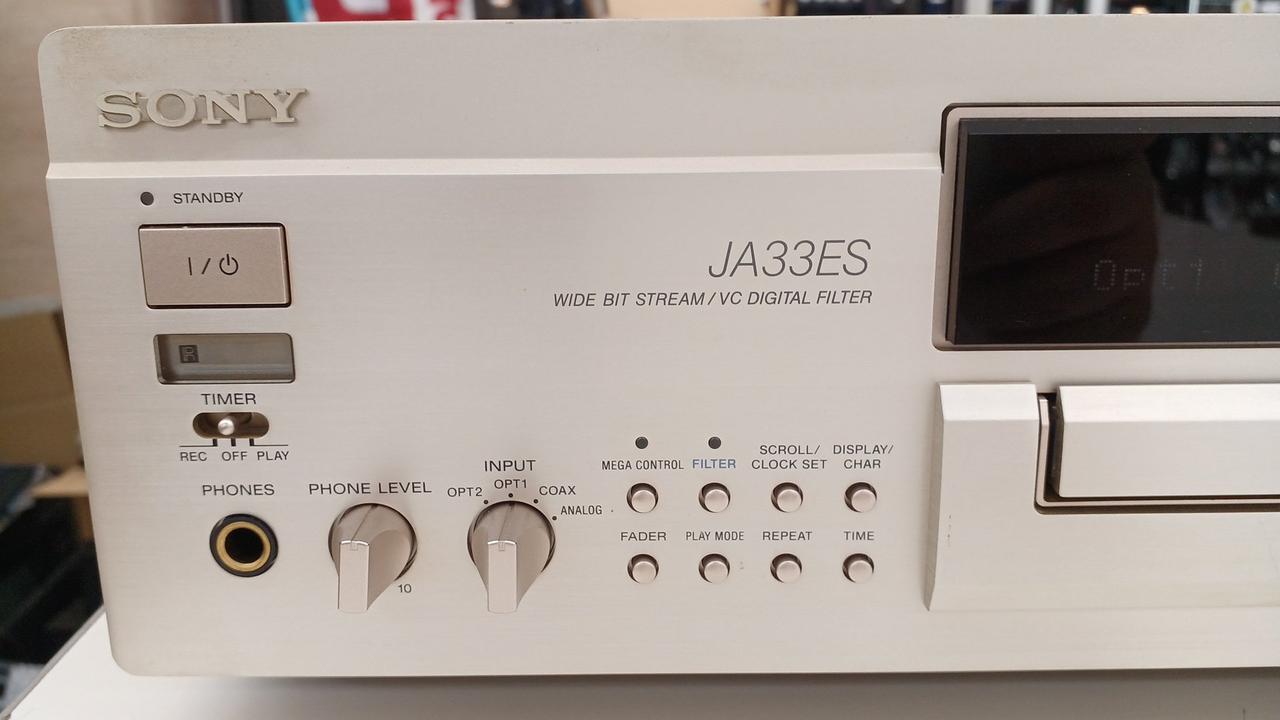 SONY
STANDBY
I / ⏻
JA33ES
WIDE BIT STREAM / VC DIGITAL FILTER
Opt1
TIMER
REC OFF PLAY
PHONES
PHONE LEVEL
10
INPUT
OPT2 OPT1 COAX
ANALOG
MEGA CONTROL FILTER SCROLL/ CLOCK SET DISPLAY/ CHAR
FADER PLAY MODE REPEAT TIME